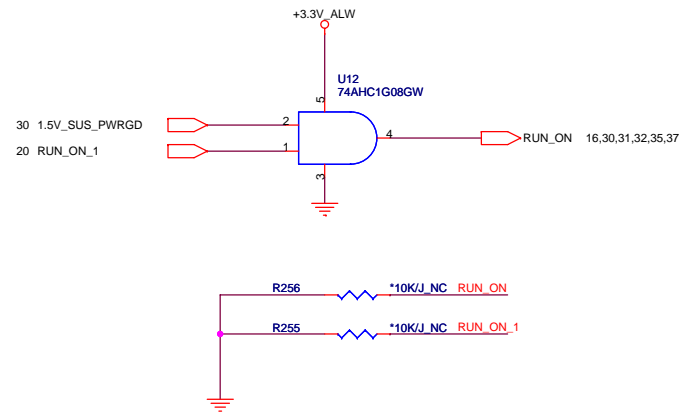 +3.3V_ALW
U12
74AHC1G08GW
5
30 1.5V_SUS_PWRGD 2
4 RUN_ON 16,30,31,32,35,37
20 RUN_ON_1 1
3
R256 *10K/J_NC RUN_ON
R255 *10K/J_NC RUN_ON_1